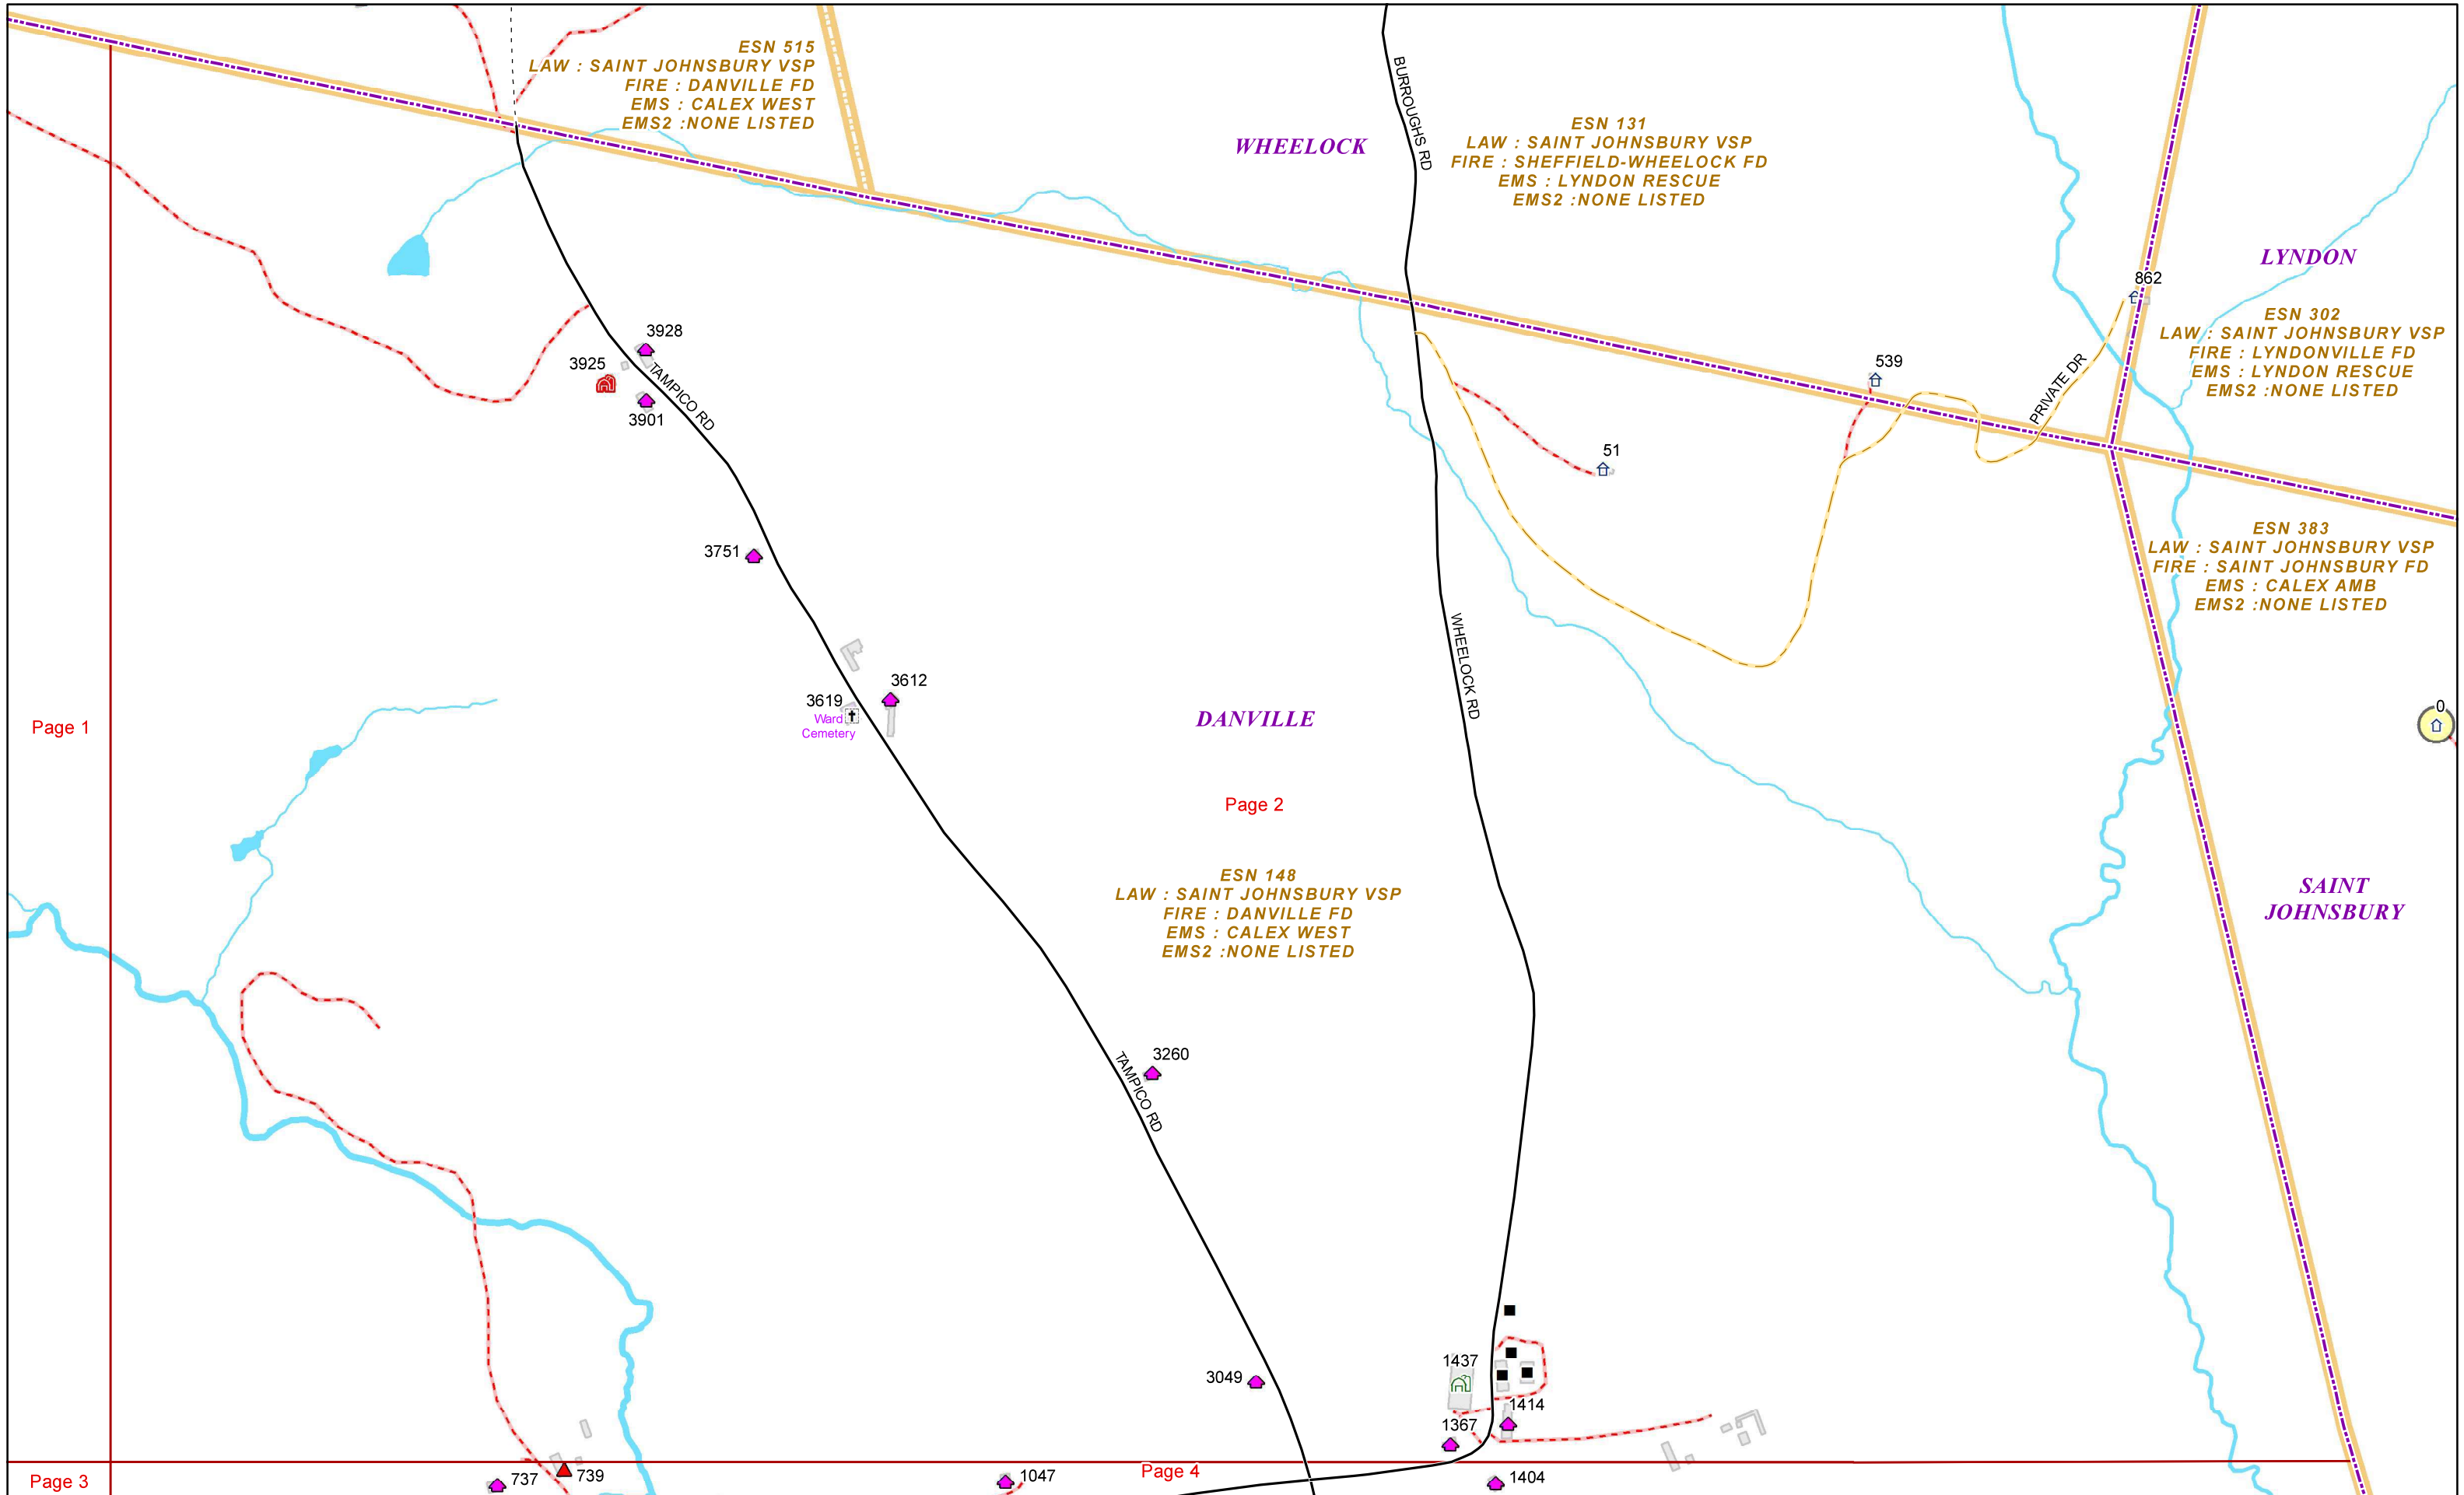 ESN 515
LAW : SAINT JOHNSBURY VSP
FIRE : DANVILLE FD
EMS : CALEX WEST
EMS2 :NONE LISTED
BURROUGHS RD
WHEELOCK
ESN 131
LAW : SAINT JOHNSBURY VSP
FIRE : SHEFFIELD-WHEELOCK FD
EMS : LYNDON RESCUE
EMS2 :NONE LISTED
LYNDON
862
ESN 302
LAW : SAINT JOHNSBURY VSP
FIRE : LYNDONVILLE FD
EMS : LYNDON RESCUE
EMS2 :NONE LISTED
3928
3925
TAMPICO RD
3901
539
PRIVATE DR
51
ESN 383
LAW : SAINT JOHNSBURY VSP
FIRE : SAINT JOHNSBURY FD
EMS : CALEX AMB
EMS2 :NONE LISTED
3751
WHEELOCK RD
3612
3619
Ward
Cemetery
DANVILLE
0
Page 1
Page 2
ESN 148
LAW : SAINT JOHNSBURY VSP
FIRE : DANVILLE FD
EMS : CALEX WEST
EMS2 :NONE LISTED
SAINT
JOHNSBURY
3260
TAMPICO RD
1437
3049
1414
1367
Page 3
737
739
1047
Page 4
1404